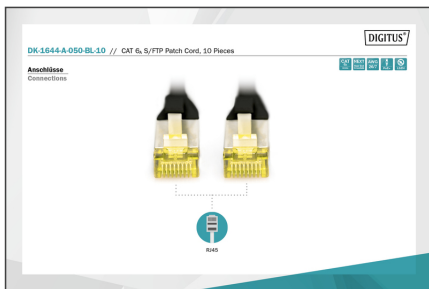 DIGITUS®
DK-1644-A-050-BL-10 // CAT 6A S/FTP Patch Cord, 10 Pieces
Anschlüsse
Connections
RJ45